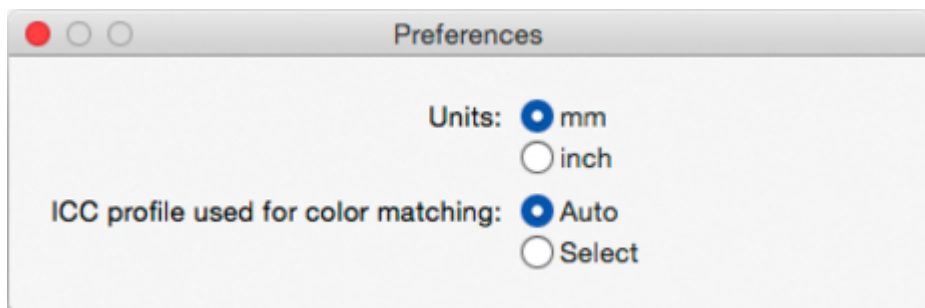 Preferences
Units: mm
inch
ICC profile used for color matching: Auto
Select